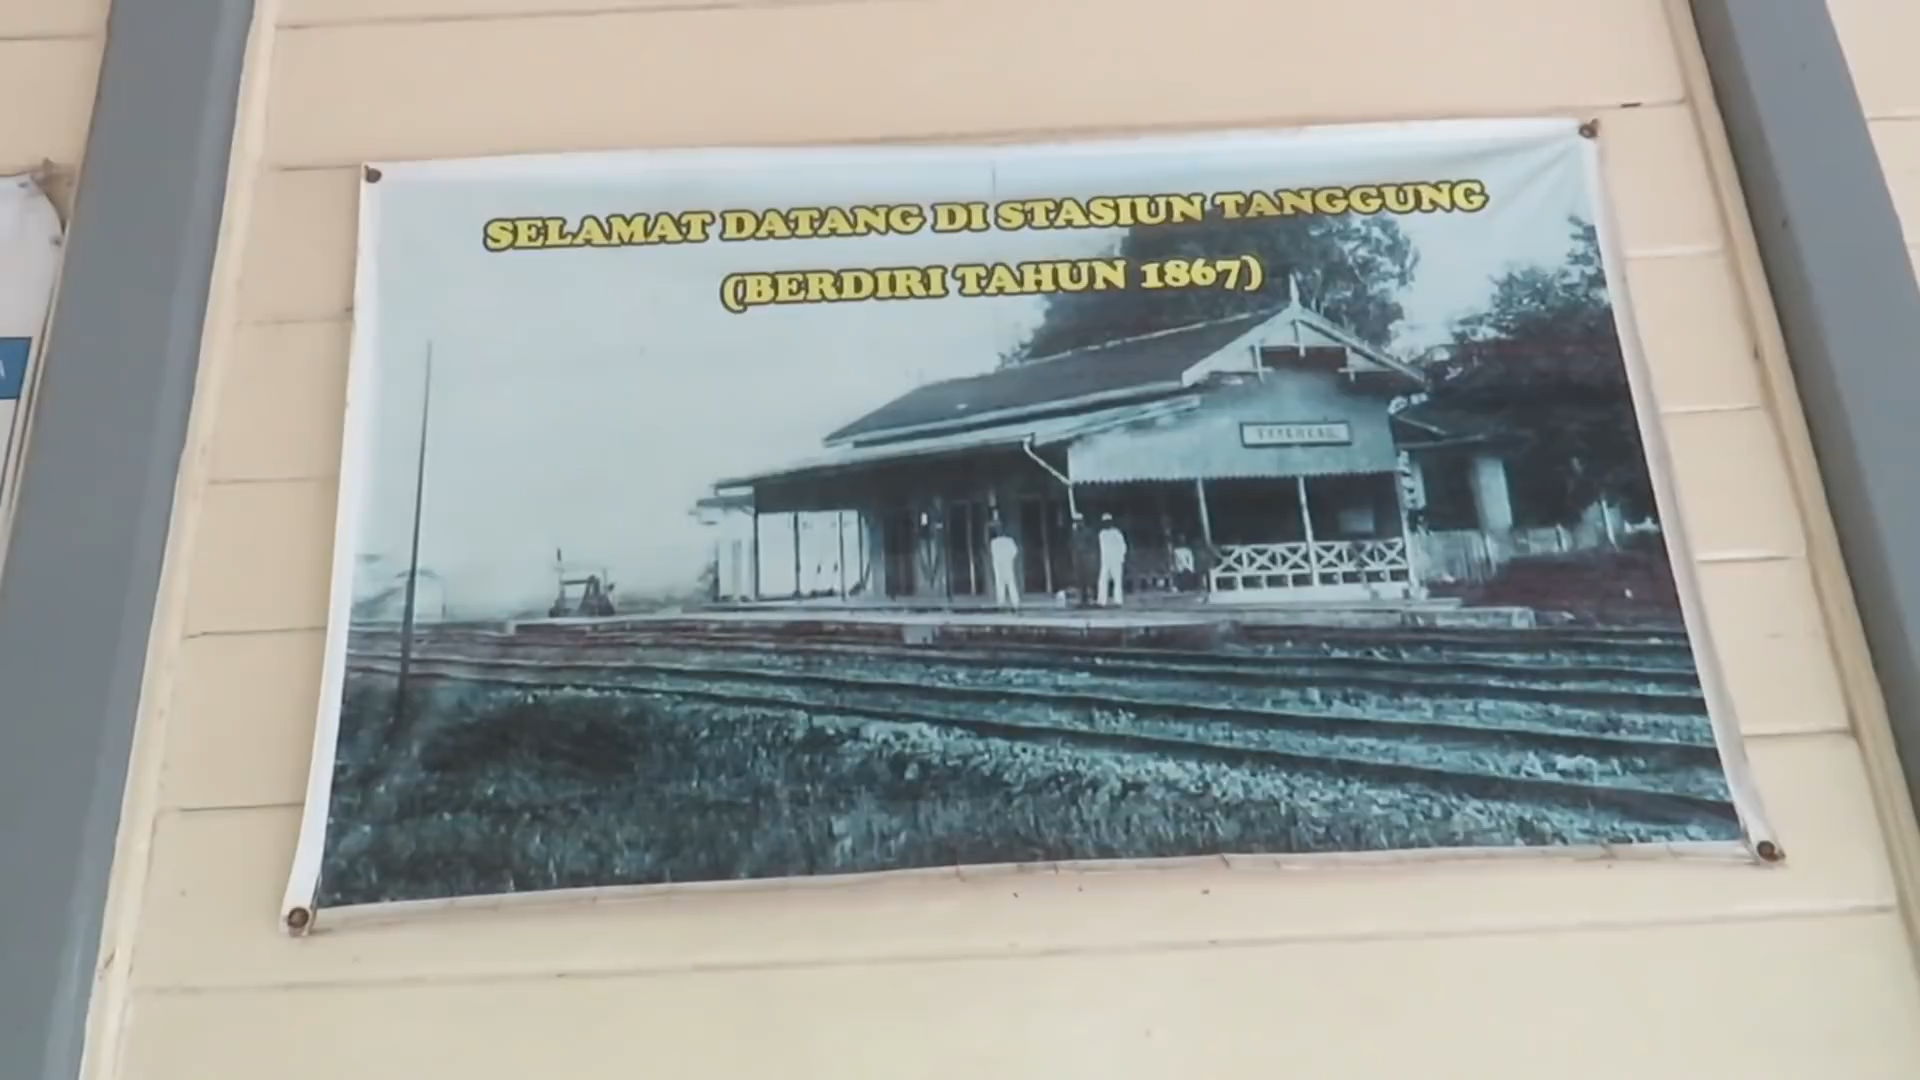 SELAMAT DATANG DI STASIUN TANGGUNG
(BERDIRI TAHUN 1867)